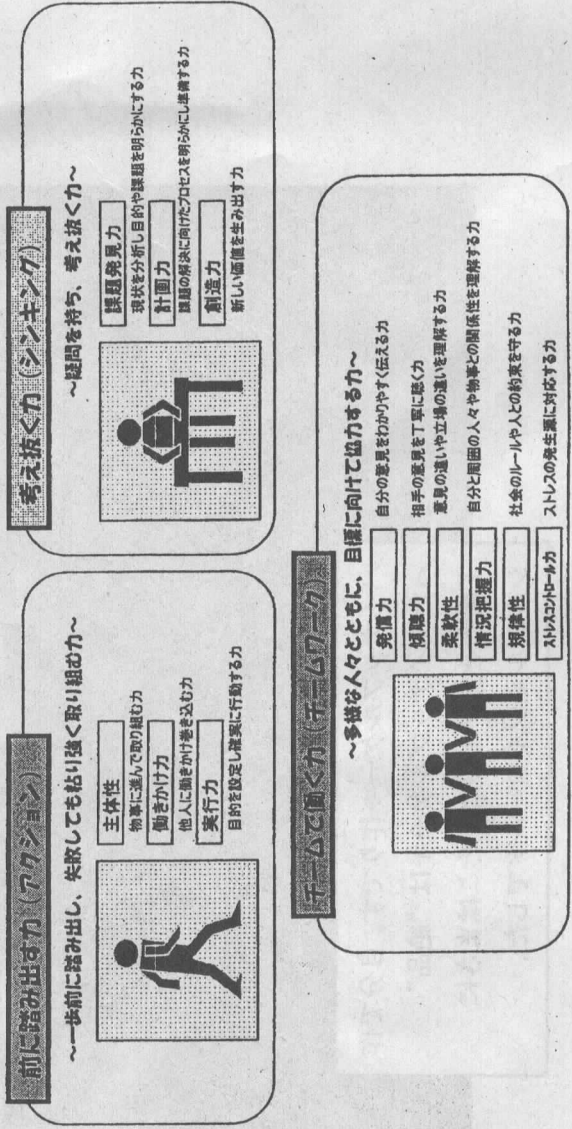 前に踏み出す力(アクション)
~一歩前に踏み出し、失敗しても粘り強く取り組む力~
主体性
物事に進んで取り組む力
働きかけ力
他人に働きかけ巻き込む力
実行力
目的を設定し確実に行動する力
考え抜く力(シンキング)
~疑問を持ち、考え抜く力~
課題発見力
現状を分析し目的や課題を明らかにする力
計画力
課題の解決に向けたプロセスを明らかにし準備する力
創造力
新しい価値を生み出す力
チームで働く力(チームワーク)
~多様な人々とともに、目標に向けて協力する力~
発信力 自分の意見をわかりやすく伝える力
傾聴力 相手の意見を丁寧に聴く力
柔軟性 意見の違いや立場の違いを理解する力
情況把握力 自分と周囲の人々や物事との関係性を理解する力
規律性 社会のルールや人との約束を守る力
ストレスコントロール力 ストレスの発生源に対応する力